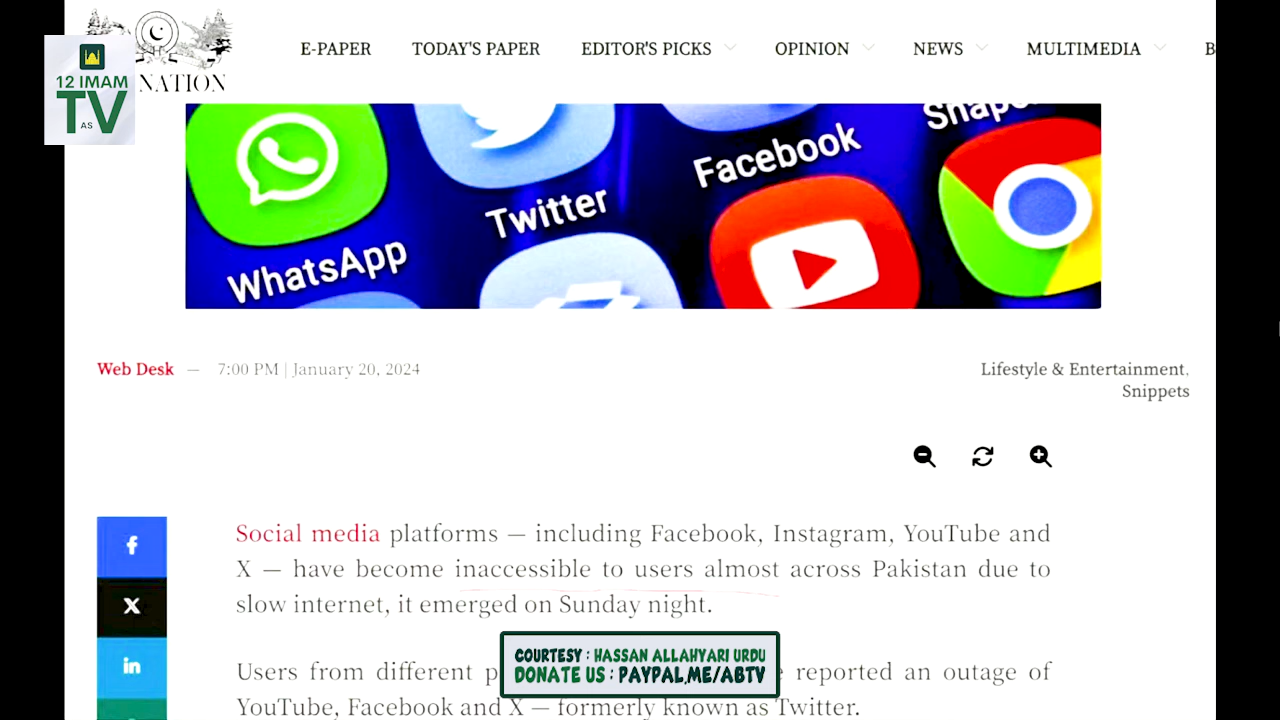 E-PAPER TODAY'S PAPER EDITOR'S PICKS OPINION NEWS MULTIMEDIA B
NATION
12 IMAM
TV
AS
Snap
Facebook
Twitter
WhatsApp
Web Desk — 7:00 PM | January 20, 2024
Lifestyle & Entertainment,
Snippets
Social media platforms — including Facebook, Instagram, YouTube and
X — have become inaccessible to users almost across Pakistan due to
slow internet, it emerged on Sunday night.
Users from different p
reported an outage of
YouTube, Facebook and X — formerly known as Twitter.
COURTESY : HASSAN ALLAHYARI URDU
DONATE US : PAYPAL.ME/ABTV